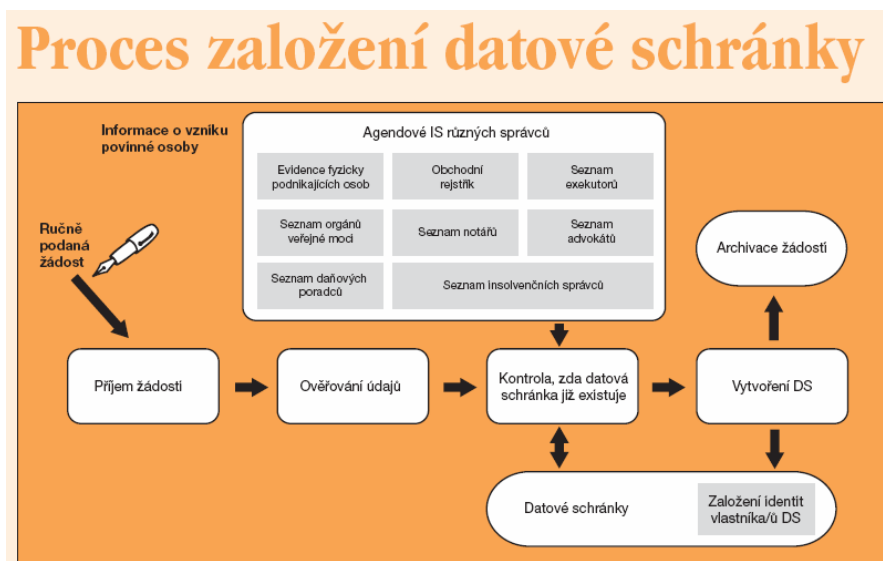 Proces založení datové schránky
Informace o vzniku
povinné osoby
Agendové IS různých správců
Evidence fyzicky
podnikajících osob
Obchodní
rejstřík
Seznam
exekutorů
Seznam orgánů
veřejné moci
Seznam notářů
Seznam
advokátů
Seznam daňových
poradců
Seznam insolvenčních správců
Ručně
podaná
žádost
Archivace žádostí
Příjem žádosti
Ověřování údajů
Kontrola, zda datová
schránka již existuje
Vytvoření DS
Datové schránky
Založení identit
vlastníka/ů DS